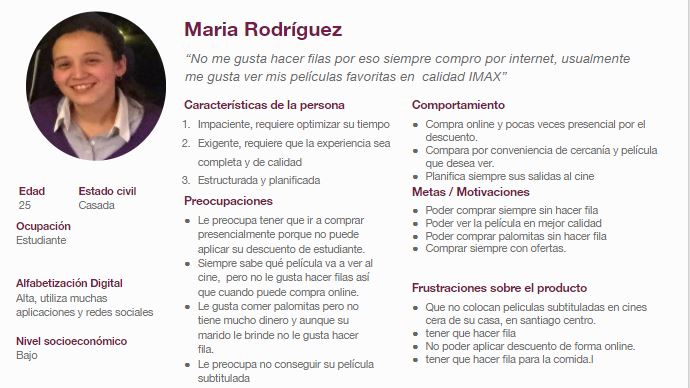 Maria Rodríguez
“No me gusta hacer filas por eso siempre compro por internet, usualmente
me gusta ver mis películas favoritas en calidad IMAX”
Edad
25
Estado civil
Casada
Ocupación
Estudiante
Alfabetización Digital
Alta, utiliza muchas
aplicaciones y redes sociales
Nivel socioeconómico
Bajo
Características de la persona
1. Impaciente, requiere optimizar su tiempo
2. Exigente, requiere que la experiencia sea
completa y de calidad
3. Estructurada y planificada
Preocupaciones
• Le preocupa tener que ir a comprar
presencialmente porque no puede
aplicar su descuento de estudiante.
• Siempre sabe qué película va a ver al
cine, pero no le gusta hacer filas así
que cuando puede compra online.
• Le gusta comer palomitas pero no
tiene mucho dinero y aunque su
marido le brinde no le gusta hacer
fila.
• Le preocupa no conseguir su película
subtitulada
Comportamiento
• Compra online y pocas veces presencial por el
descuento.
• Compara por conveniencia de cercanía y película
que desea ver.
• Planifica siempre sus salidas al cine
Metas / Motivaciones
• Poder comprar siempre sin hacer fila
• Poder ver la película en mejor calidad
• Poder comprar palomitas sin hacer fila
• Comprar siempre con ofertas.
Frustraciones sobre el producto
• Que no colocan peliculas subtituladas en cines
cera de su casa, en santiago centro.
• tener que hacer fila
• No poder aplicar descuento de forma online.
• tener que hacer fila para la comida.l